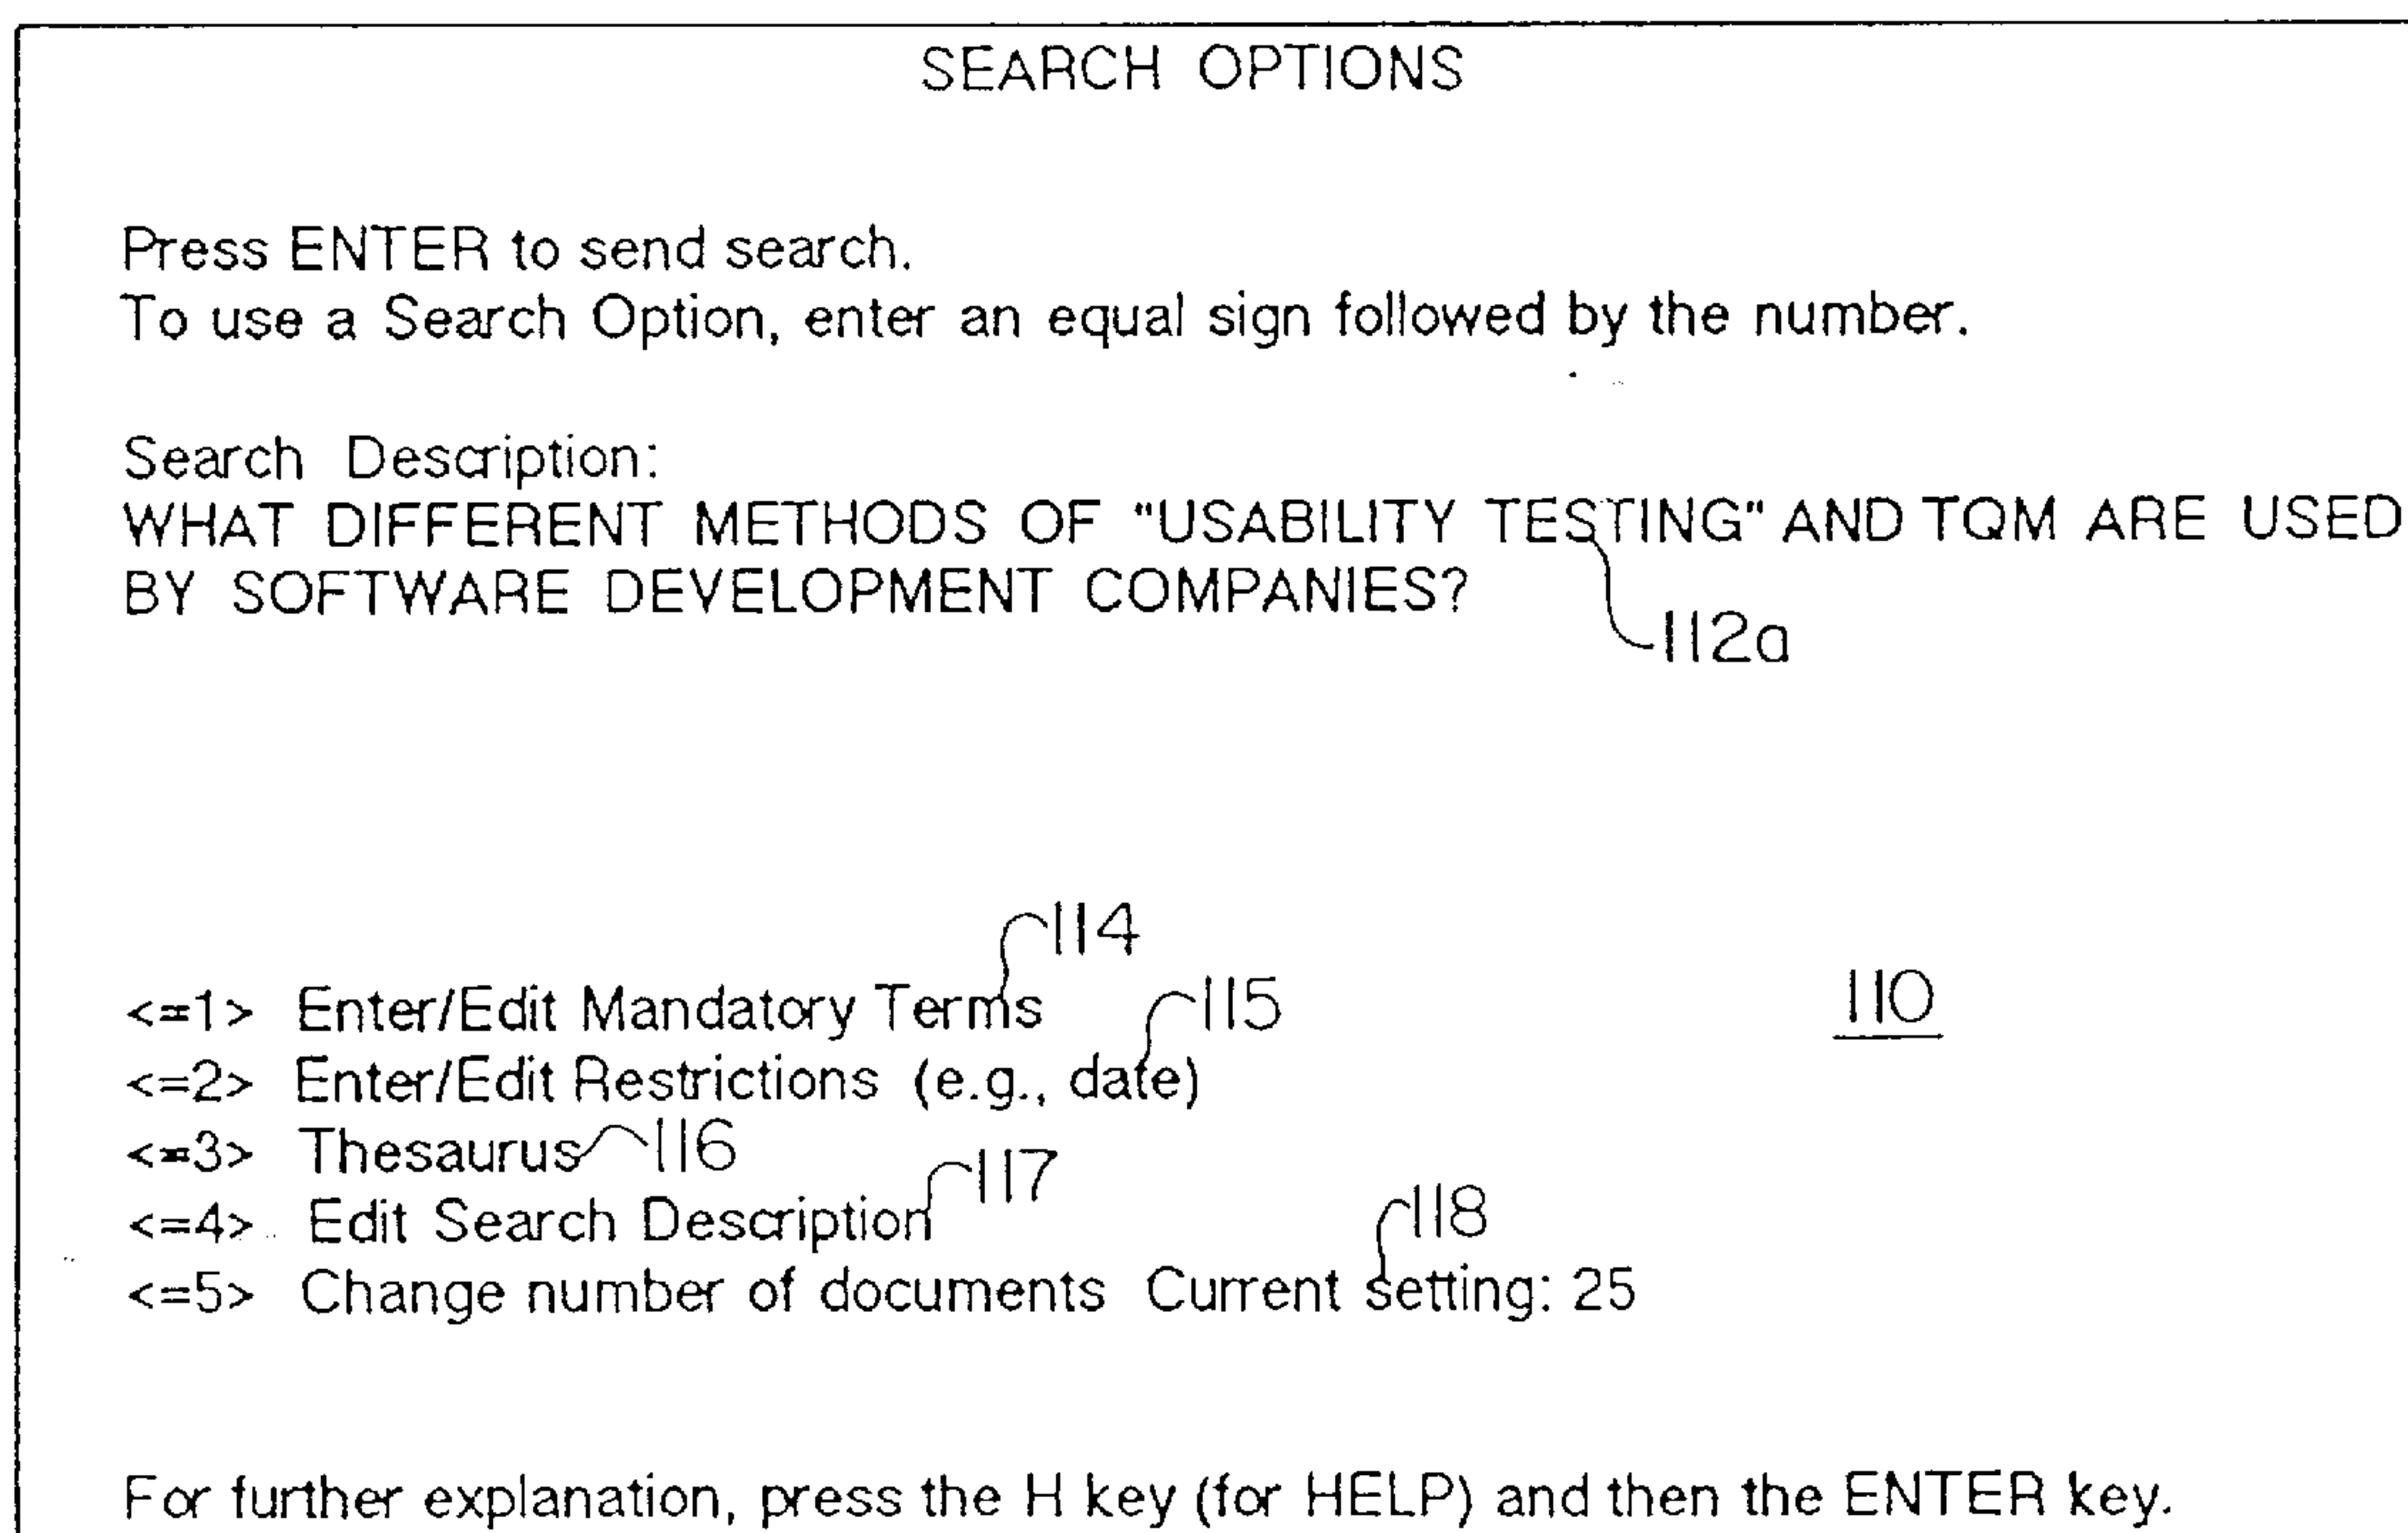 SEARCH OPTIONS
Press ENTER to send search.
To use a Search Option, enter an equal sign followed by the number.
Search Description:
WHAT DIFFERENT METHODS OF "USABILITY TESTING" AND TQM ARE USED
BY SOFTWARE DEVELOPMENT COMPANIES?
112a
114
<=1> Enter/Edit Mandatory Terms
115
110
<=2> Enter/Edit Restrictions (e.g., date)
<=3> Thesaurus 116
117
<=4> Edit Search Description
118
<=5> Change number of documents Current setting: 25
For further explanation, press the H key (for HELP) and then the ENTER key.